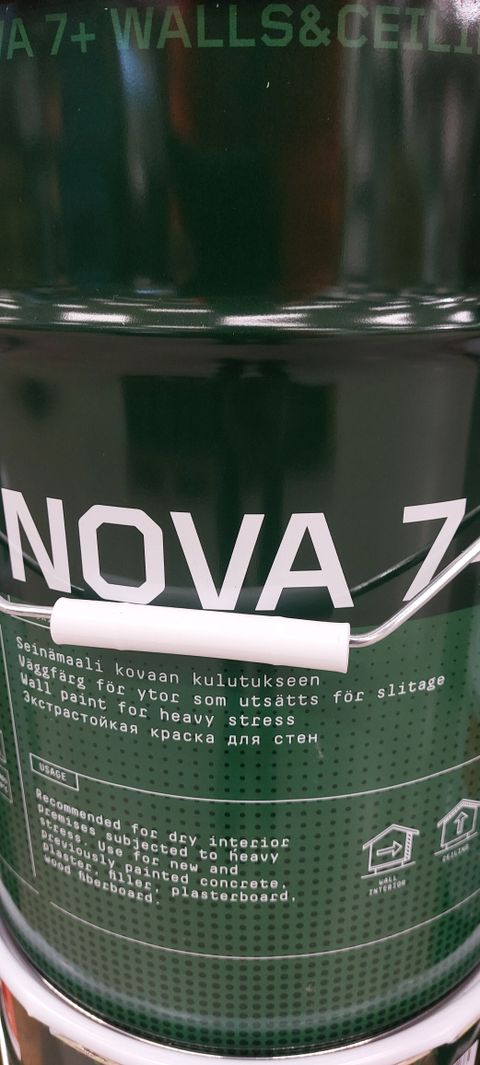 7+ WALLS&CEILIN
NOVA 7
Seinämaali kovaan kulutukseen
Väggfärg för ytor som utsätts för slitage
Wall paint for heavy stress
Экстрастойкая краска для стен
USAGE
Recommended for dry interior
premises subjected to heavy
stress. Use for new and
previously painted concrete,
plaster, filler, plasterboard,
wood fiberboard.
WALL
INTERIOR
CEILING